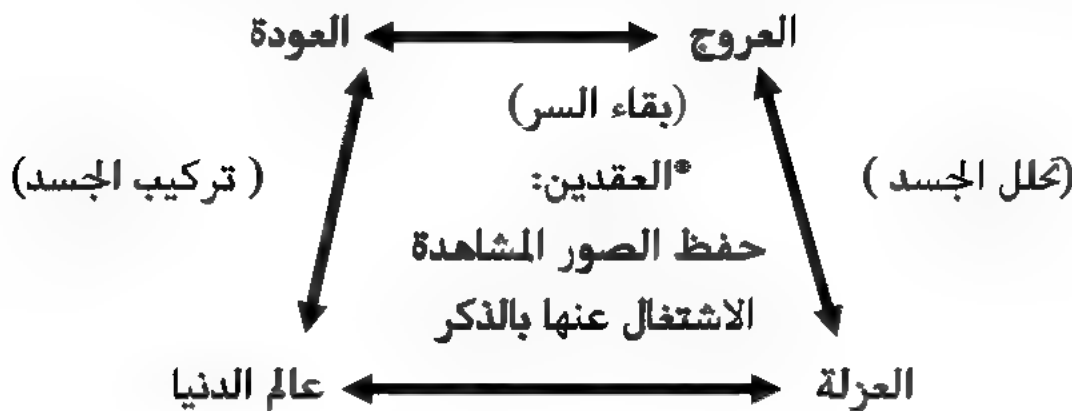 العروج العودة
(بقاء السر)
(تحلل الجسد ) *العقدين: ( تركيب الجسد)
حفظ الصور المشاهدة
الاشتغال عنها بالذكر
العزلة عالم الدنيا